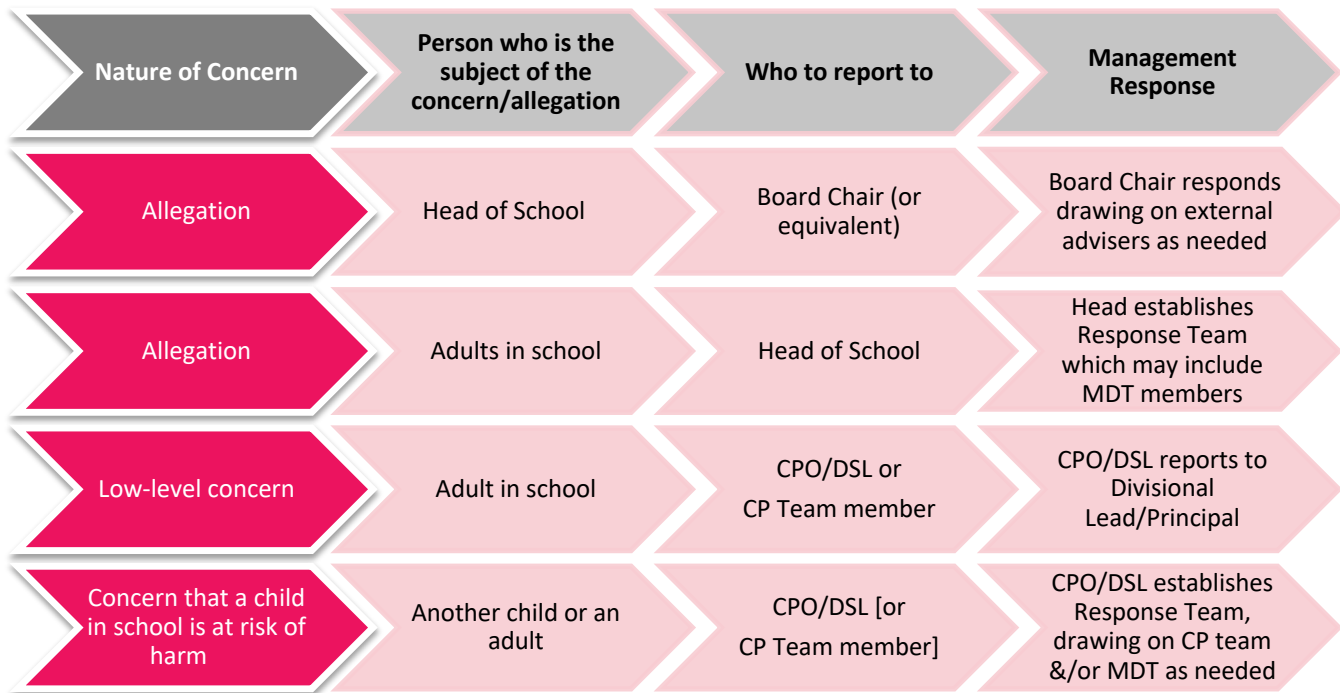 Nature of Concern
Person who is the
subject of the
concern/allegation
Who to report to
Management
Response
Allegation
Head of School
Board Chair (or
equivalent)
Board Chair responds
drawing on external
advisers as needed
Allegation
Adults in school
Head of School
Head establishes
Response Team
which may include
MDT members
Low-level concern
Adult in school
CPO/DSL or
CP Team member
CPO/DSL reports to
Divisional
Lead/Principal
Concern that a child
in school is at risk of
harm
Another child or an
adult
CPO/DSL [or
CP Team member]
CPO/DSL establishes
Response Team,
drawing on CP team
&/or MDT as needed